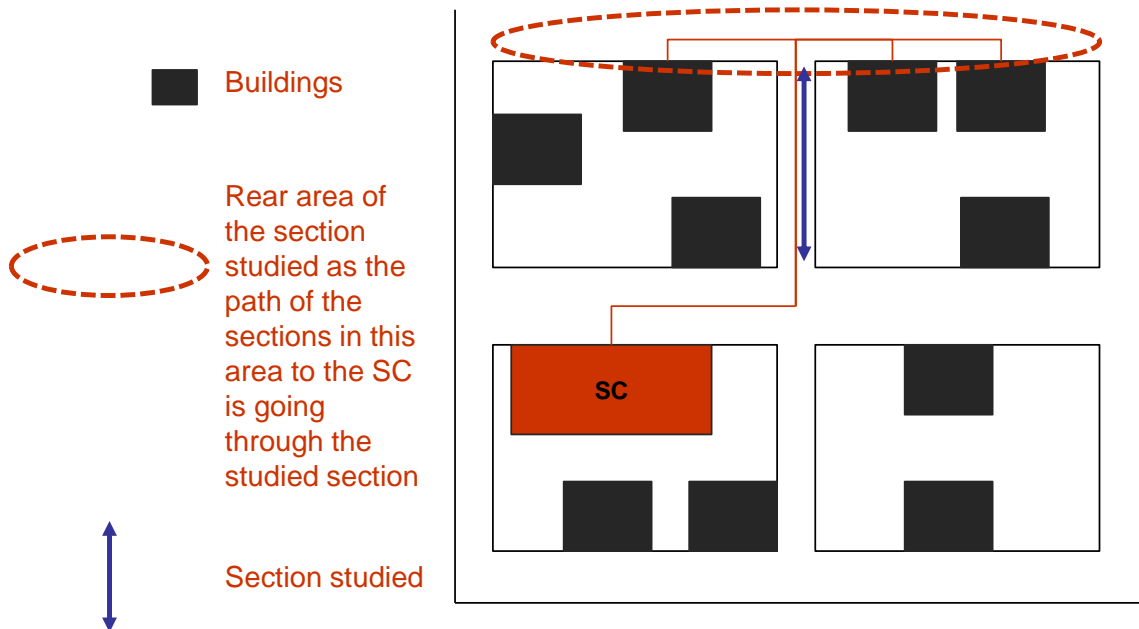 Buildings
Rear area of
the section
studied as the
path of the
sections in this
area to the SC
is going
through the
studied section
Section studied
SC